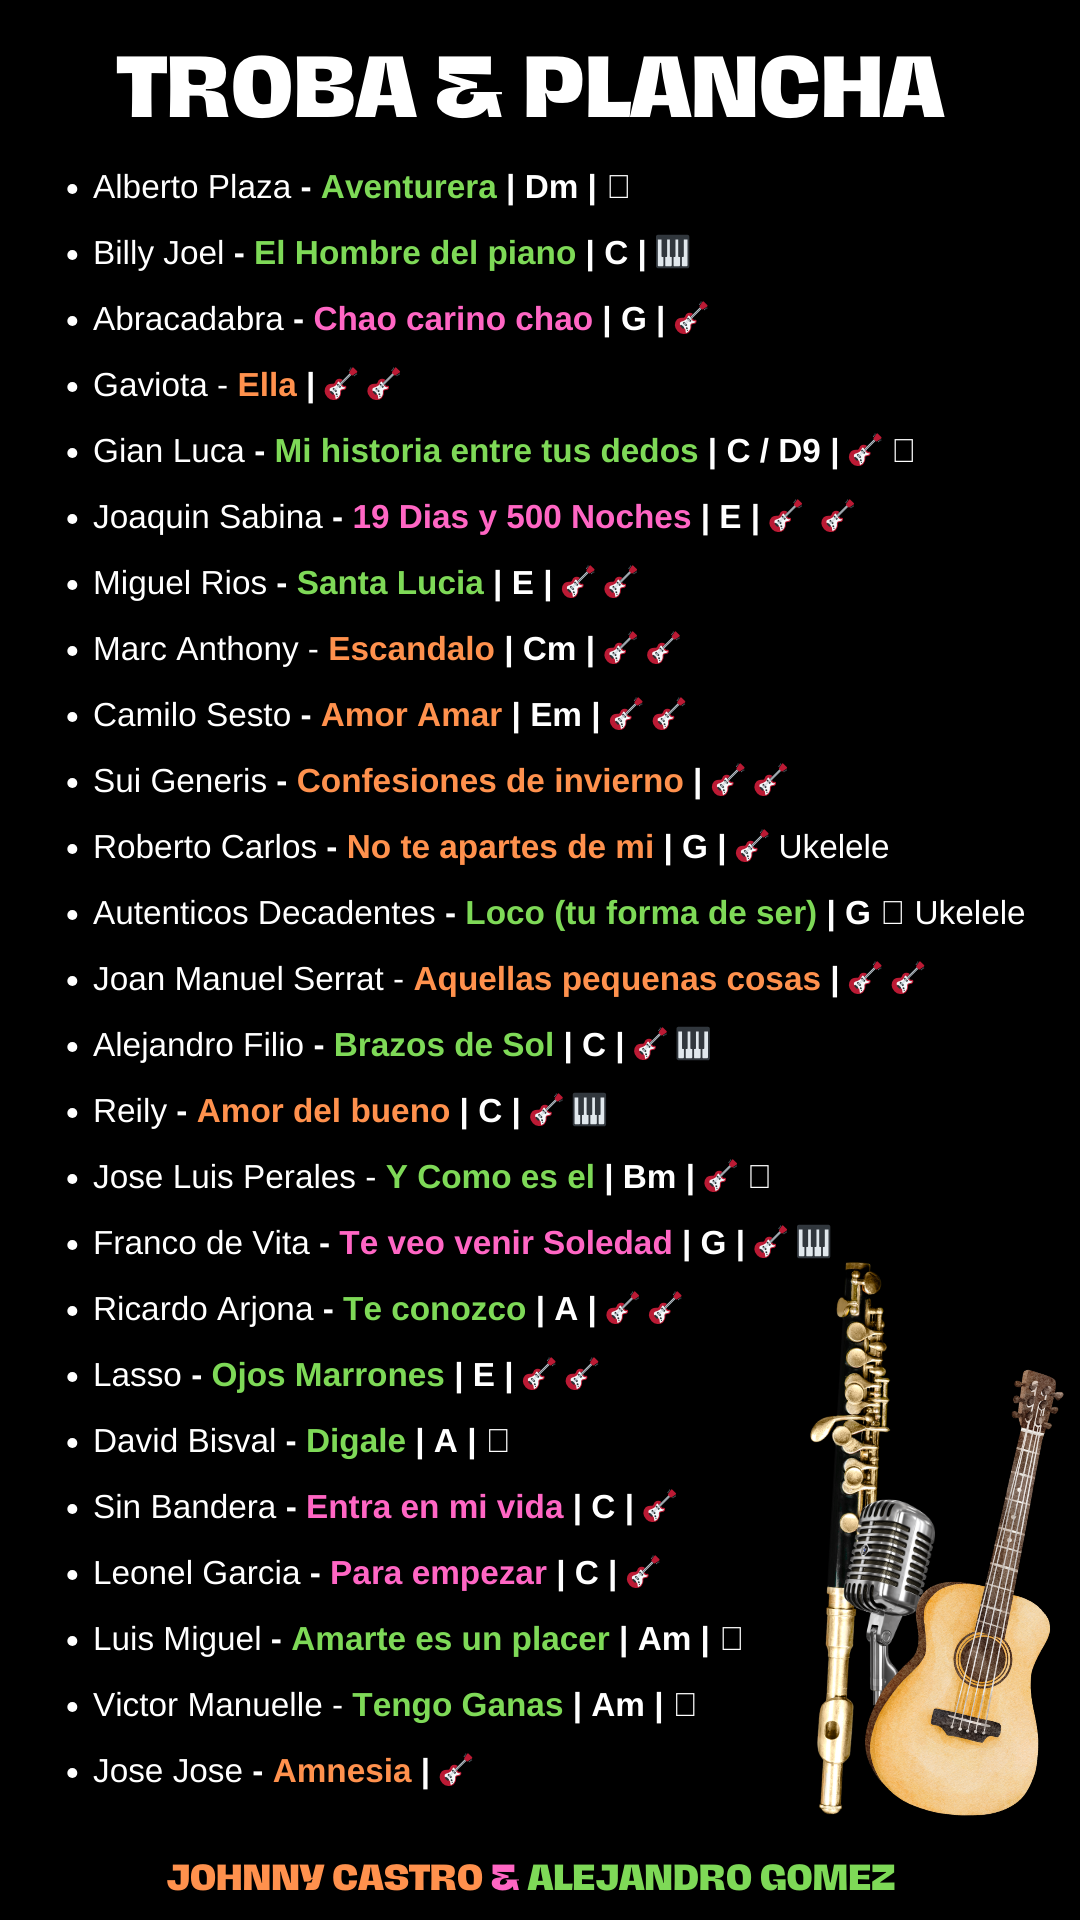 TROBA & PLANCHA
• Alberto Plaza - Aventurera | Dm | 
• Billy Joel - El Hombre del piano | C | 🎹
• Abracadabra - Chao carino chao | G | 🎸
• Gaviota - Ella | 🎸 🎸
• Gian Luca - Mi historia entre tus dedos | C / D9 | 🎸 
• Joaquin Sabina - 19 Dias y 500 Noches | E | 🎸 🎸
• Miguel Rios - Santa Lucia | E | 🎸 🎸
• Marc Anthony - Escandalo | Cm | 🎸 🎸
• Camilo Sesto - Amor Amar | Em | 🎸 🎸
• Sui Generis - Confesiones de invierno | 🎸 🎸
• Roberto Carlos - No te apartes de mi | G | 🎸 Ukelele
• Autenticos Decadentes - Loco (tu forma de ser) | G Ukelele
• Joan Manuel Serrat - Aquellas pequenas cosas | 🎸 🎸
• Alejandro Filio - Brazos de Sol | C | 🎸 🎹
• Reily - Amor del bueno | C | 🎸 🎹
• Jose Luis Perales - Y Como es el | Bm | 🎸 
• Franco de Vita - Te veo venir Soledad | G | 🎸 🎹
• Ricardo Arjona - Te conozco | A | 🎸 🎸
• Lasso - Ojos Marrones | E | 🎸 🎸
• David Bisval - Digale | A | 
• Sin Bandera - Entra en mi vida | C | 🎸
• Leonel Garcia - Para empezar | C | 🎸
• Luis Miguel - Amarte es un placer | Am | 
• Victor Manuelle - Tengo Ganas | Am | 
• Jose Jose - Amnesia | 🎸
JOHNNY CASTRO & ALEJANDRO GOMEZ